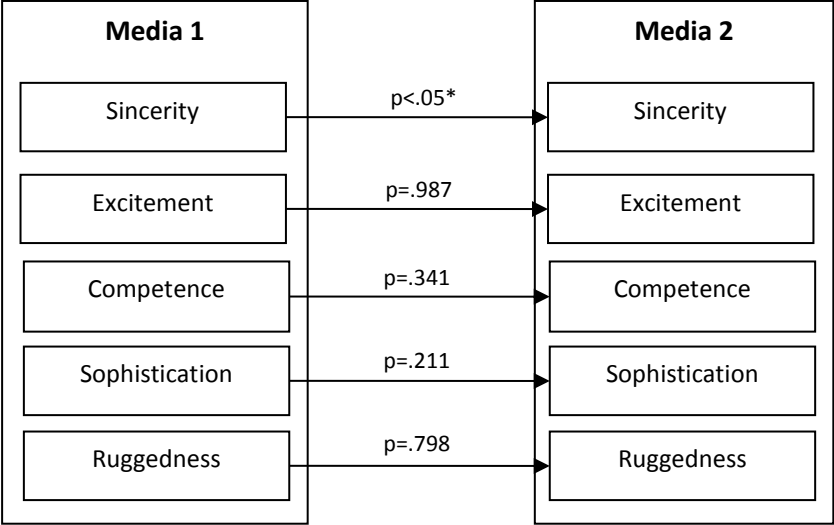 Media 1
Media 2
Sincerity
p<.05*
Sincerity
Excitement
p=.987
Excitement
Competence
p=.341
Competence
Sophistication
p=.211
Sophistication
Ruggedness
p=.798
Ruggedness